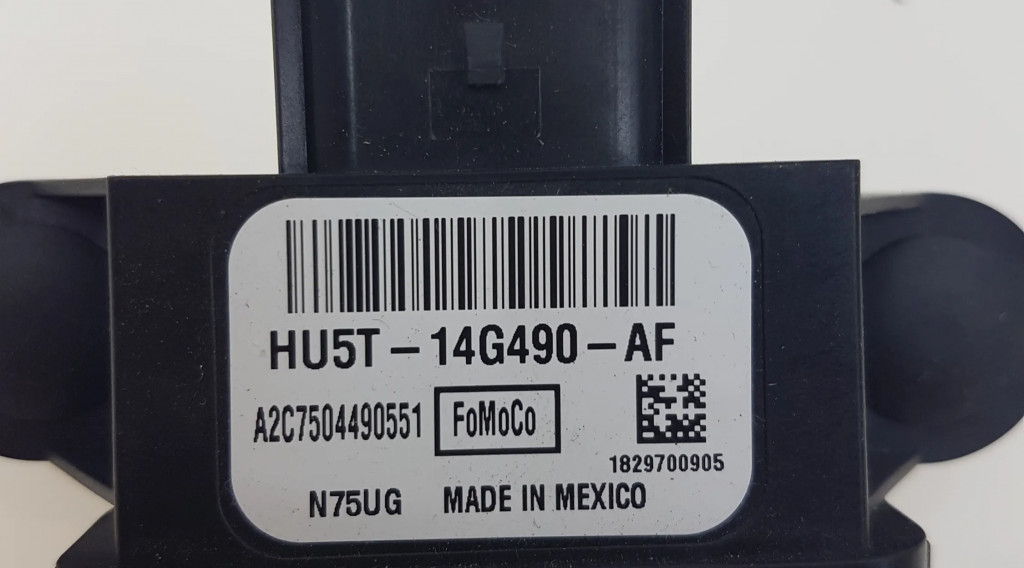 HU5T-14G490-AF
A2C7504490551 FoMoCo
1829700905
N75UG MADE IN MEXICO